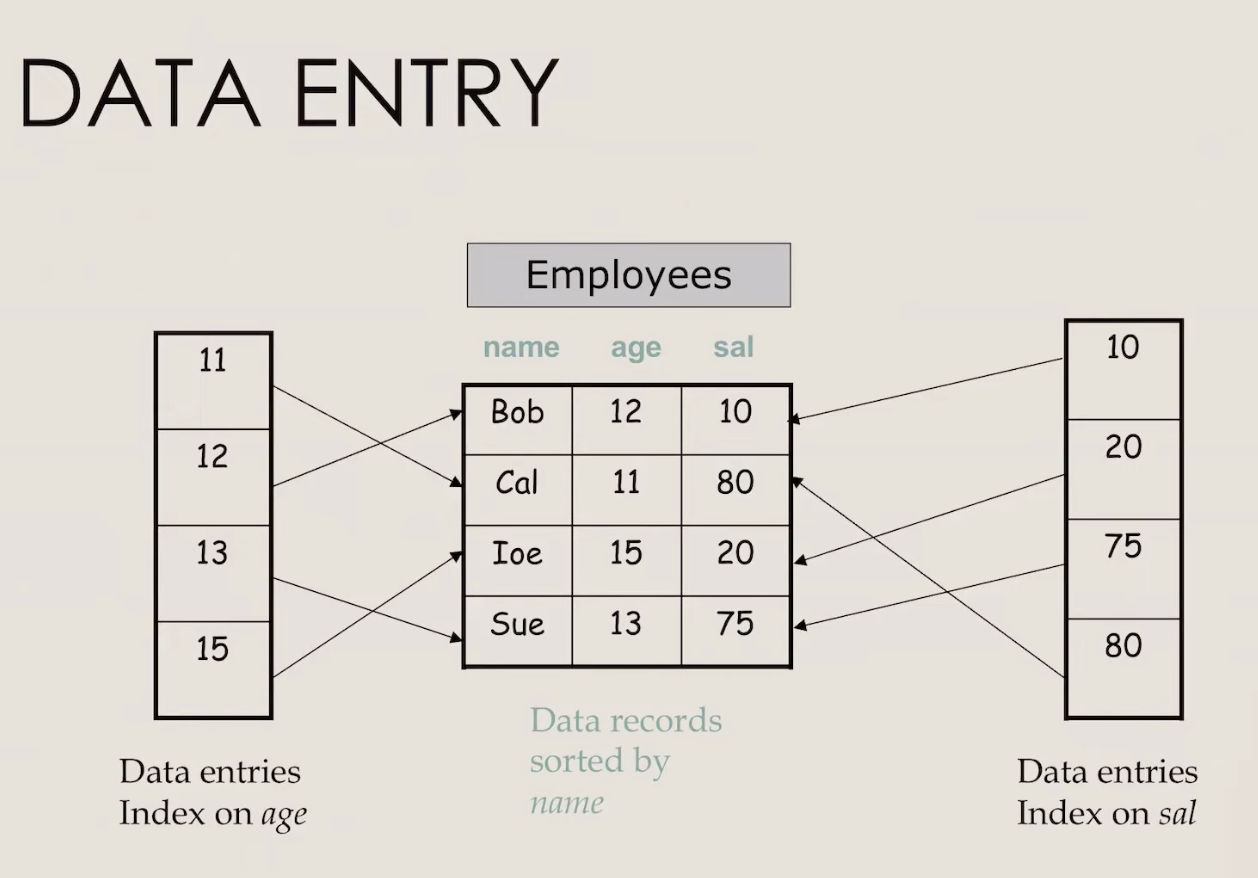 DATA ENTRY
Employees
name age sal
11
12
13
15
Bob 12 10
Cal 11 80
Ioe 15 20
Sue 13 75
10
20
75
80
Data records
sorted by
name
Data entries
Index on age
Data entries
Index on sal